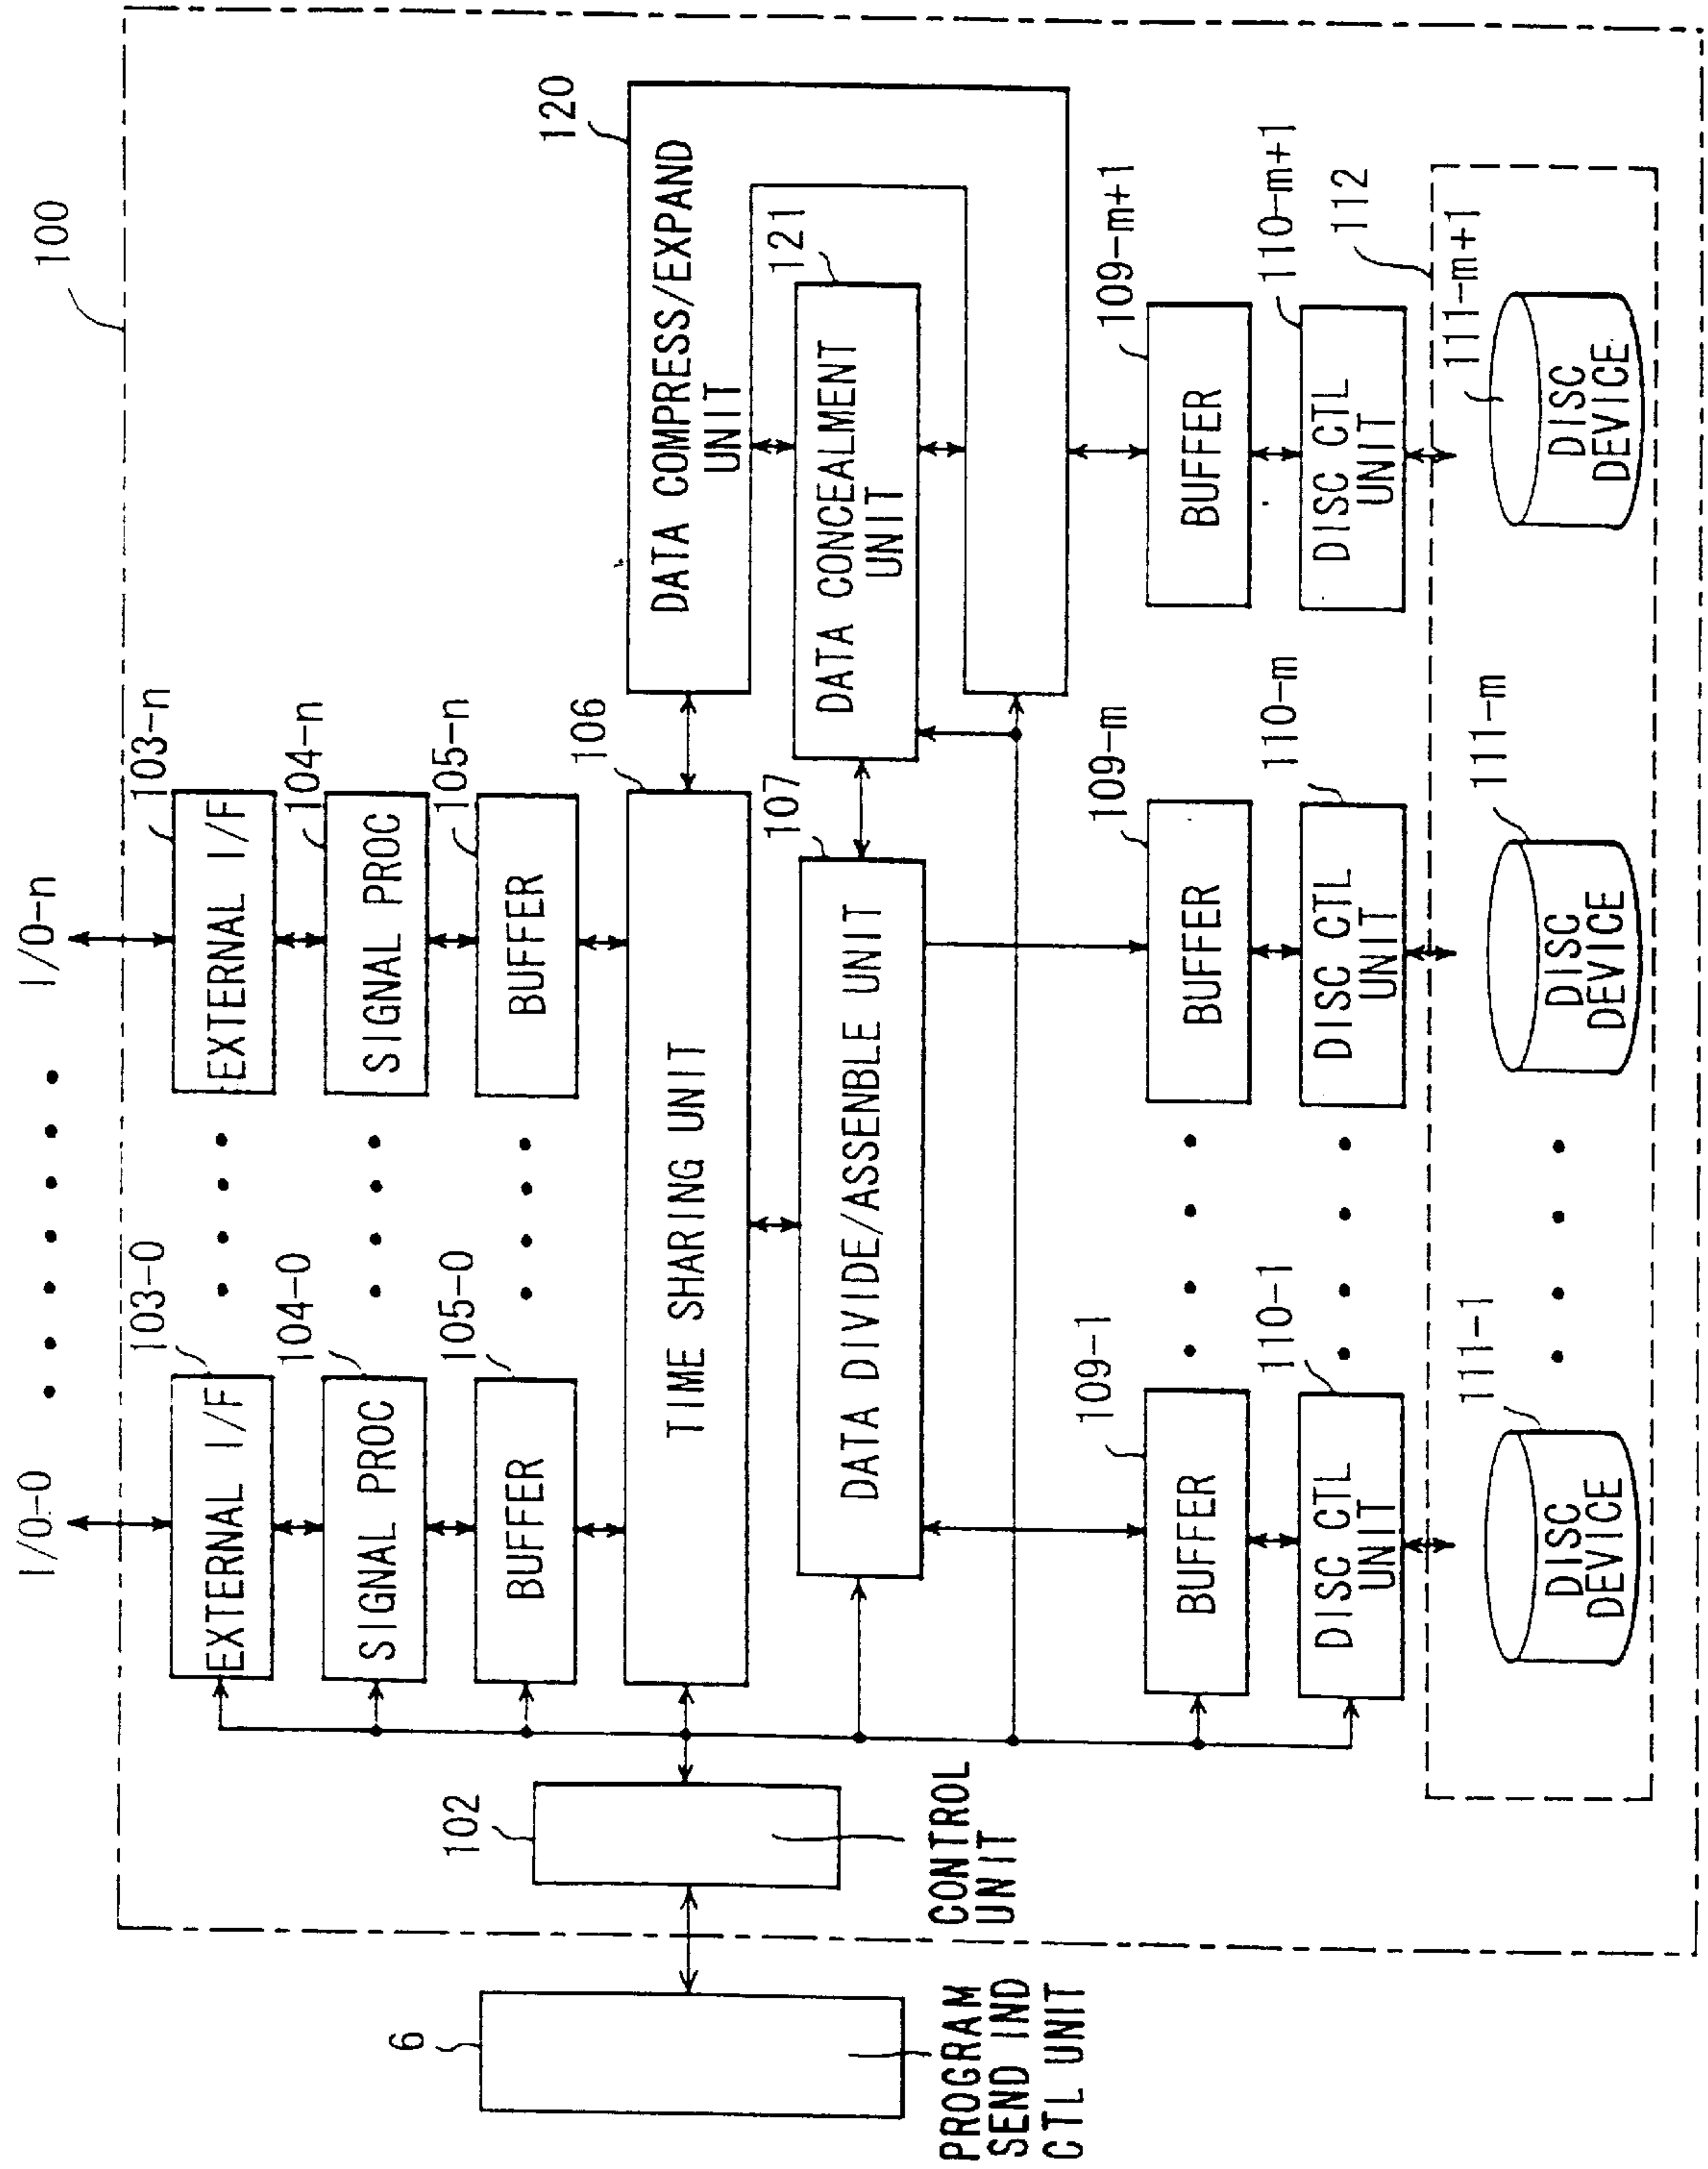 100
I/O-0
I/O-n
103-0
EXTERNAL I/F
103-n
EXTERNAL I/F
104-0
SIGNAL PROC
104-n
SIGNAL PROC
105-0
BUFFER
105-n
BUFFER
106
TIME SHARING UNIT
120
DATA COMPRESS/EXPAND
UNIT
107
DATA DIVIDE/ASSENBLE UNIT
121
DATA CONCEALMENT
UNIT
6
PROGRAM
SEND IND
CTL UNIT
102
CONTROL
UNIT
109-1
BUFFER
109-m
BUFFER
109-m+1
BUFFER
110-1
DISC CTL
UNIT
110-m
DISC CTL
UNIT
110-m+1
DISC CTL
UNIT
112
111-1
DISC
DEVICE
111-m
DISC
DEVICE
111-m+1
DISC
DEVICE